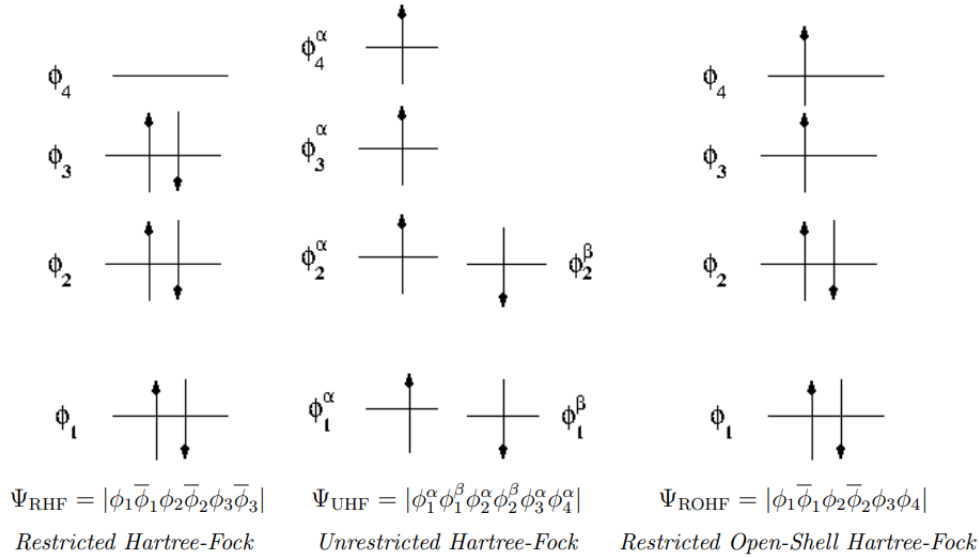 ϕ₄
ϕ₃
ϕ₂
ϕ₁
Ψ_RHF = |ϕ₁ϕ̅₁ϕ₂ϕ̅₂ϕ₃ϕ̅₃|
Restricted Hartree-Fock
ϕ₄^α
ϕ₃^α
ϕ₂^α ϕ₂^β
ϕ₁^α ϕ₁^β
Ψ_UHF = |ϕ₁^αϕ₁^βϕ₂^αϕ₂^βϕ₃^αϕ₄^α|
Unrestricted Hartree-Fock
ϕ₄
ϕ₃
ϕ₂
ϕ₁
Ψ_ROHF = |ϕ₁ϕ̅₁ϕ₂ϕ̅₂ϕ₃ϕ₄|
Restricted Open-Shell Hartree-Fock